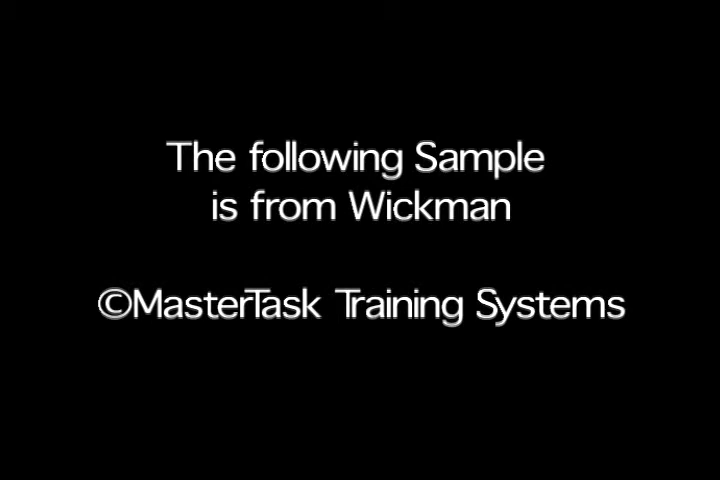 The following Sample
is from Wickman
©MasterTask Training Systems